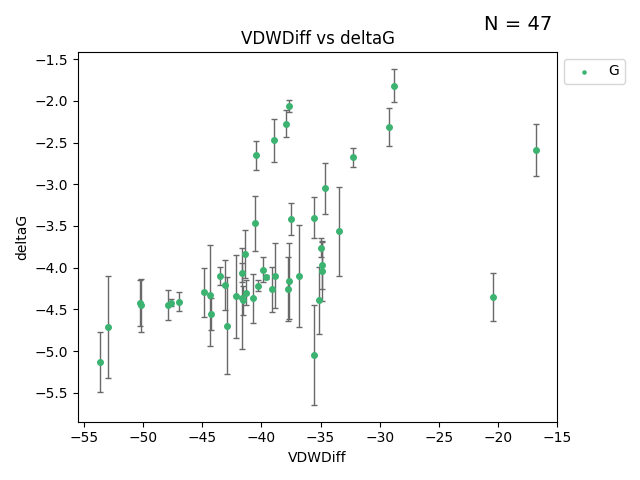 N = 47
VDWDiff vs deltaG
G
−1.5
−2.0
−2.5
−3.0
−3.5
−4.0
−4.5
−5.0
−5.5
deltaG
−55 −50 −45 −40 −35 −30 −25 −20 −15
VDWDiff